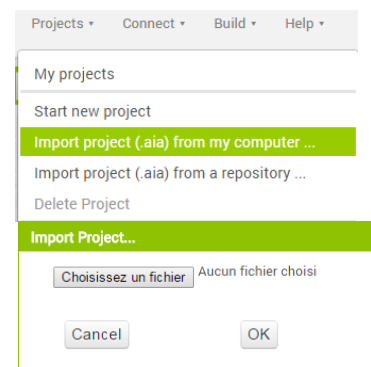 Projects ▾ Connect ▾ Build ▾ Help ▾
My projects
Start new project
Import project (.aia) from my computer ...
Import project (.aia) from a repository ...
Delete Project
Import Project...
Choisissez un fichier Aucun fichier choisi
Cancel OK